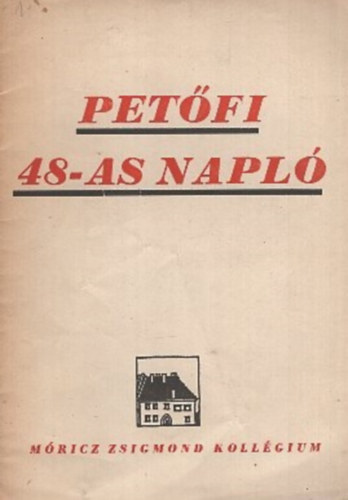 PETŐFI
48-AS NAPLÓ
MÓRICZ ZSIGMOND KOLLÉGIUM